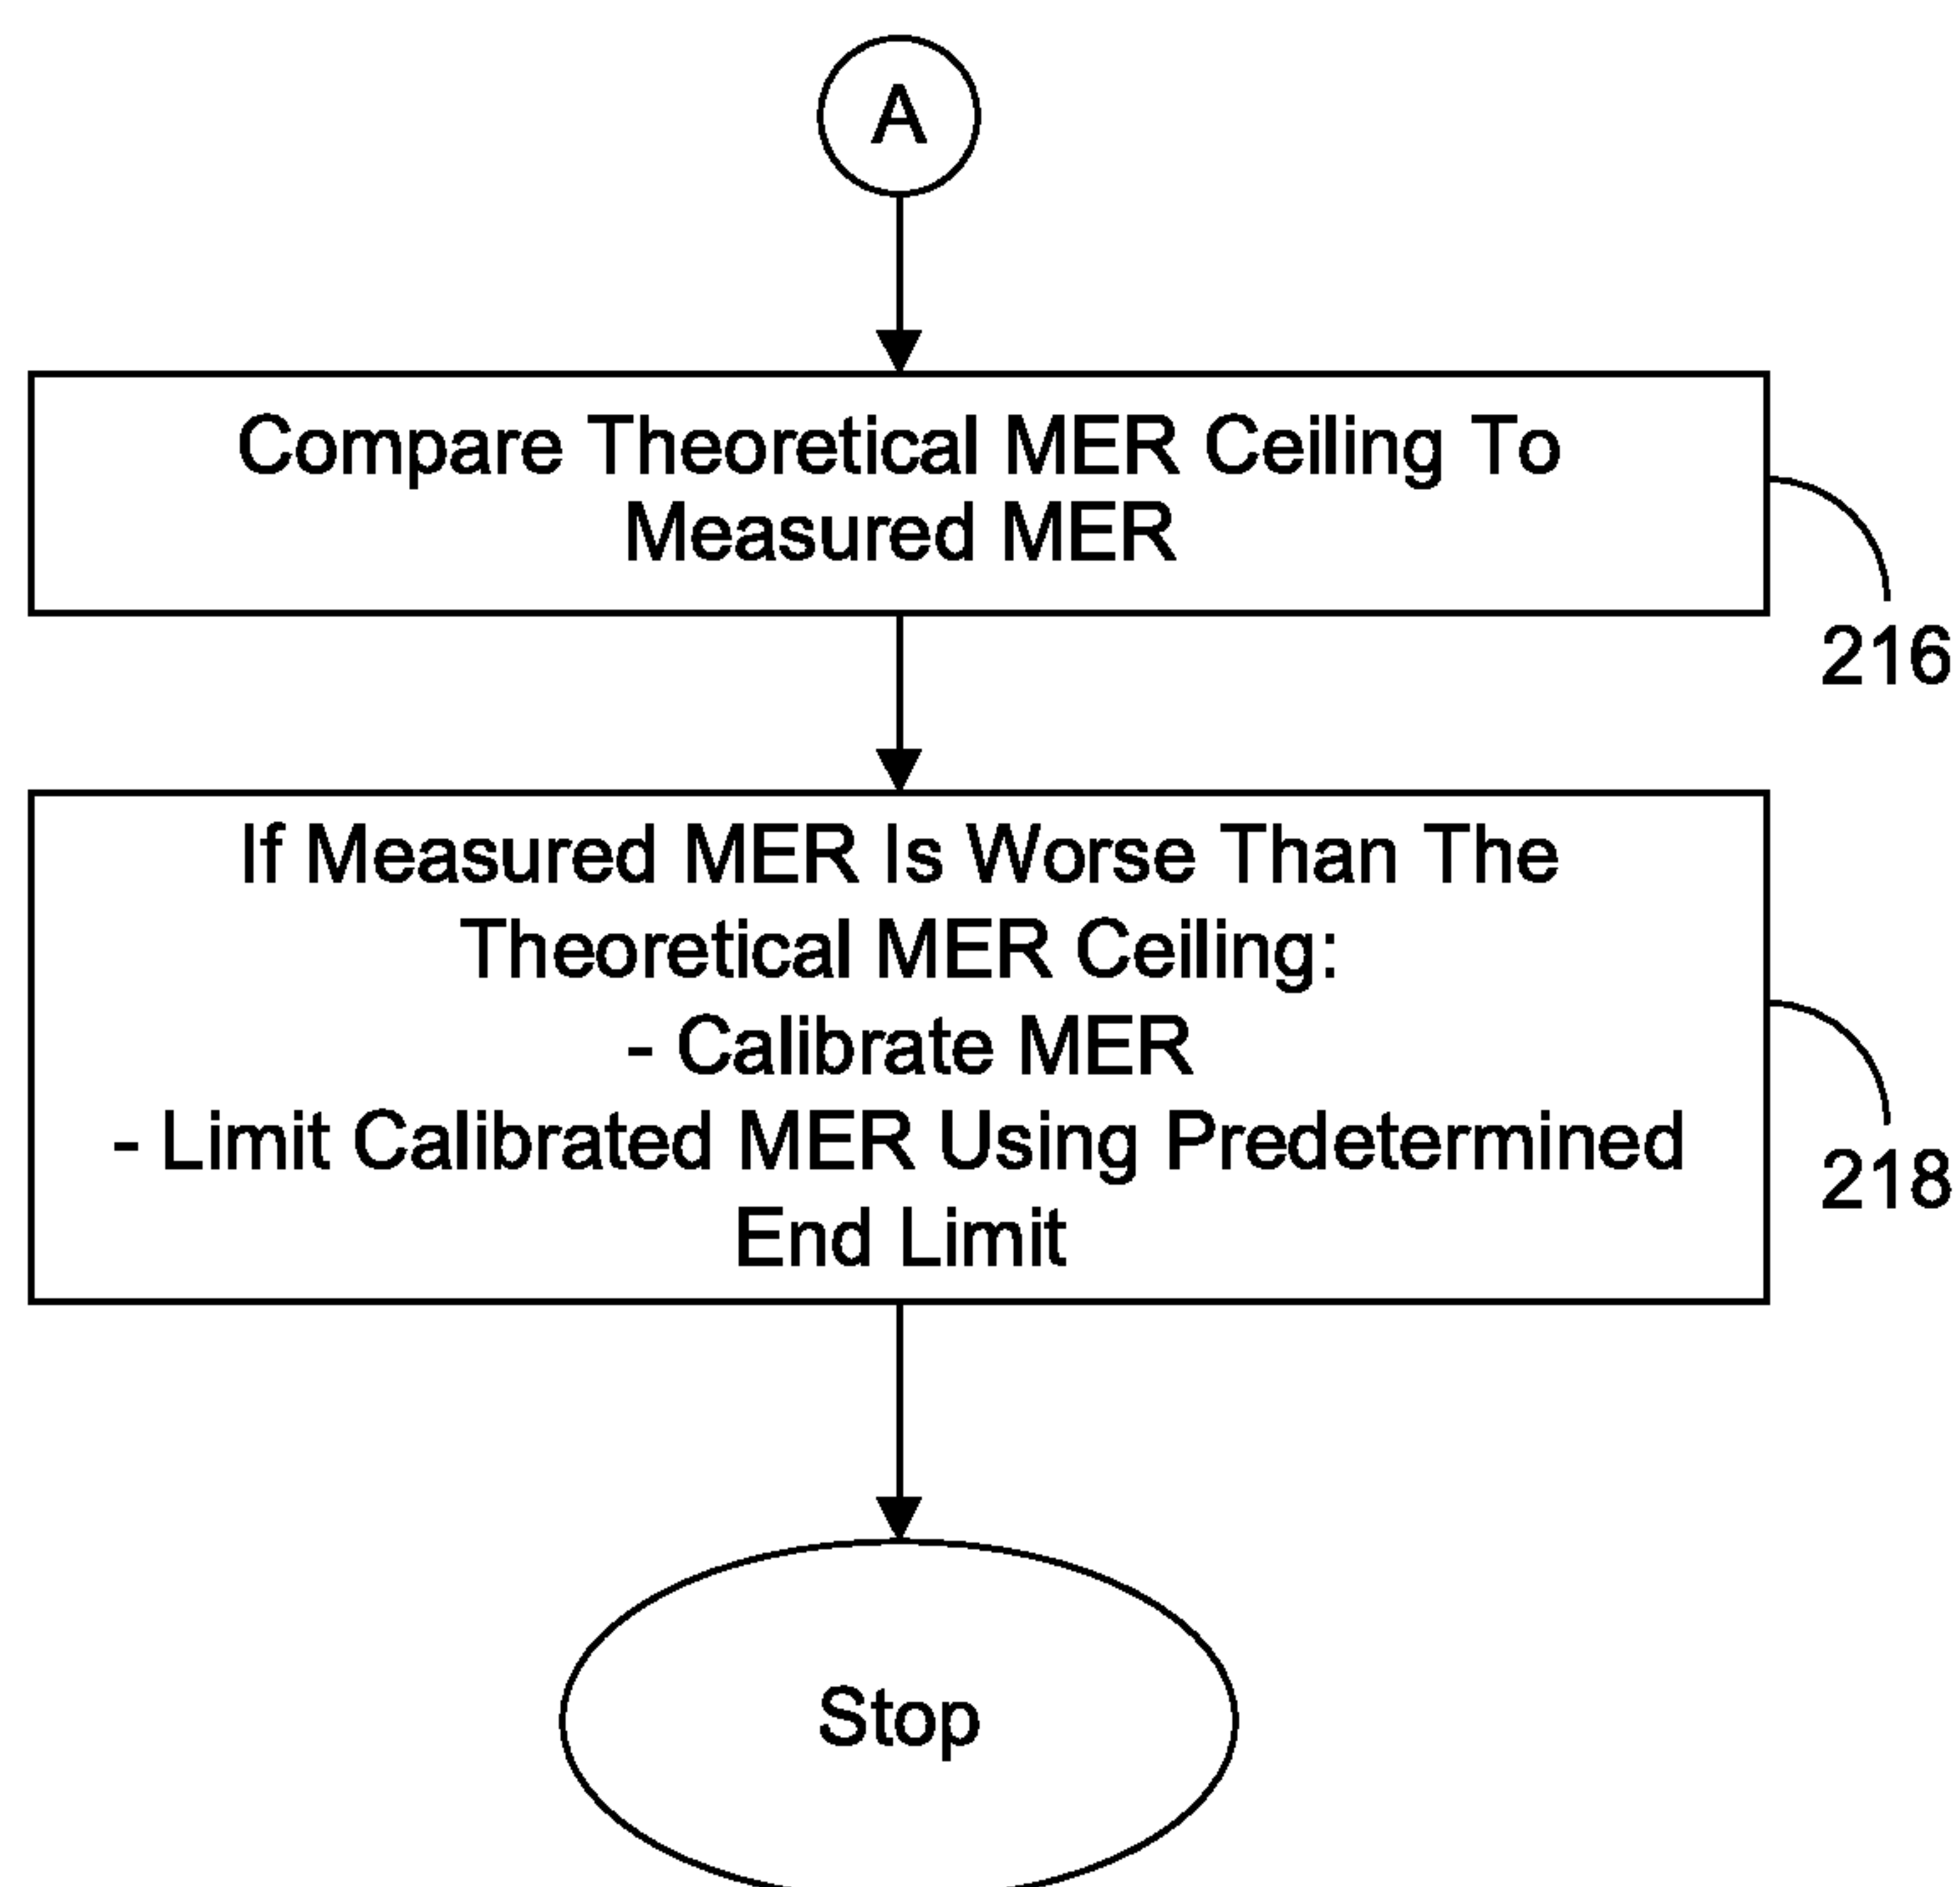 A
Compare Theoretical MER Ceiling To
Measured MER
216
If Measured MER Is Worse Than The
Theoretical MER Ceiling:
- Calibrate MER
- Limit Calibrated MER Using Predetermined
End Limit
218
Stop